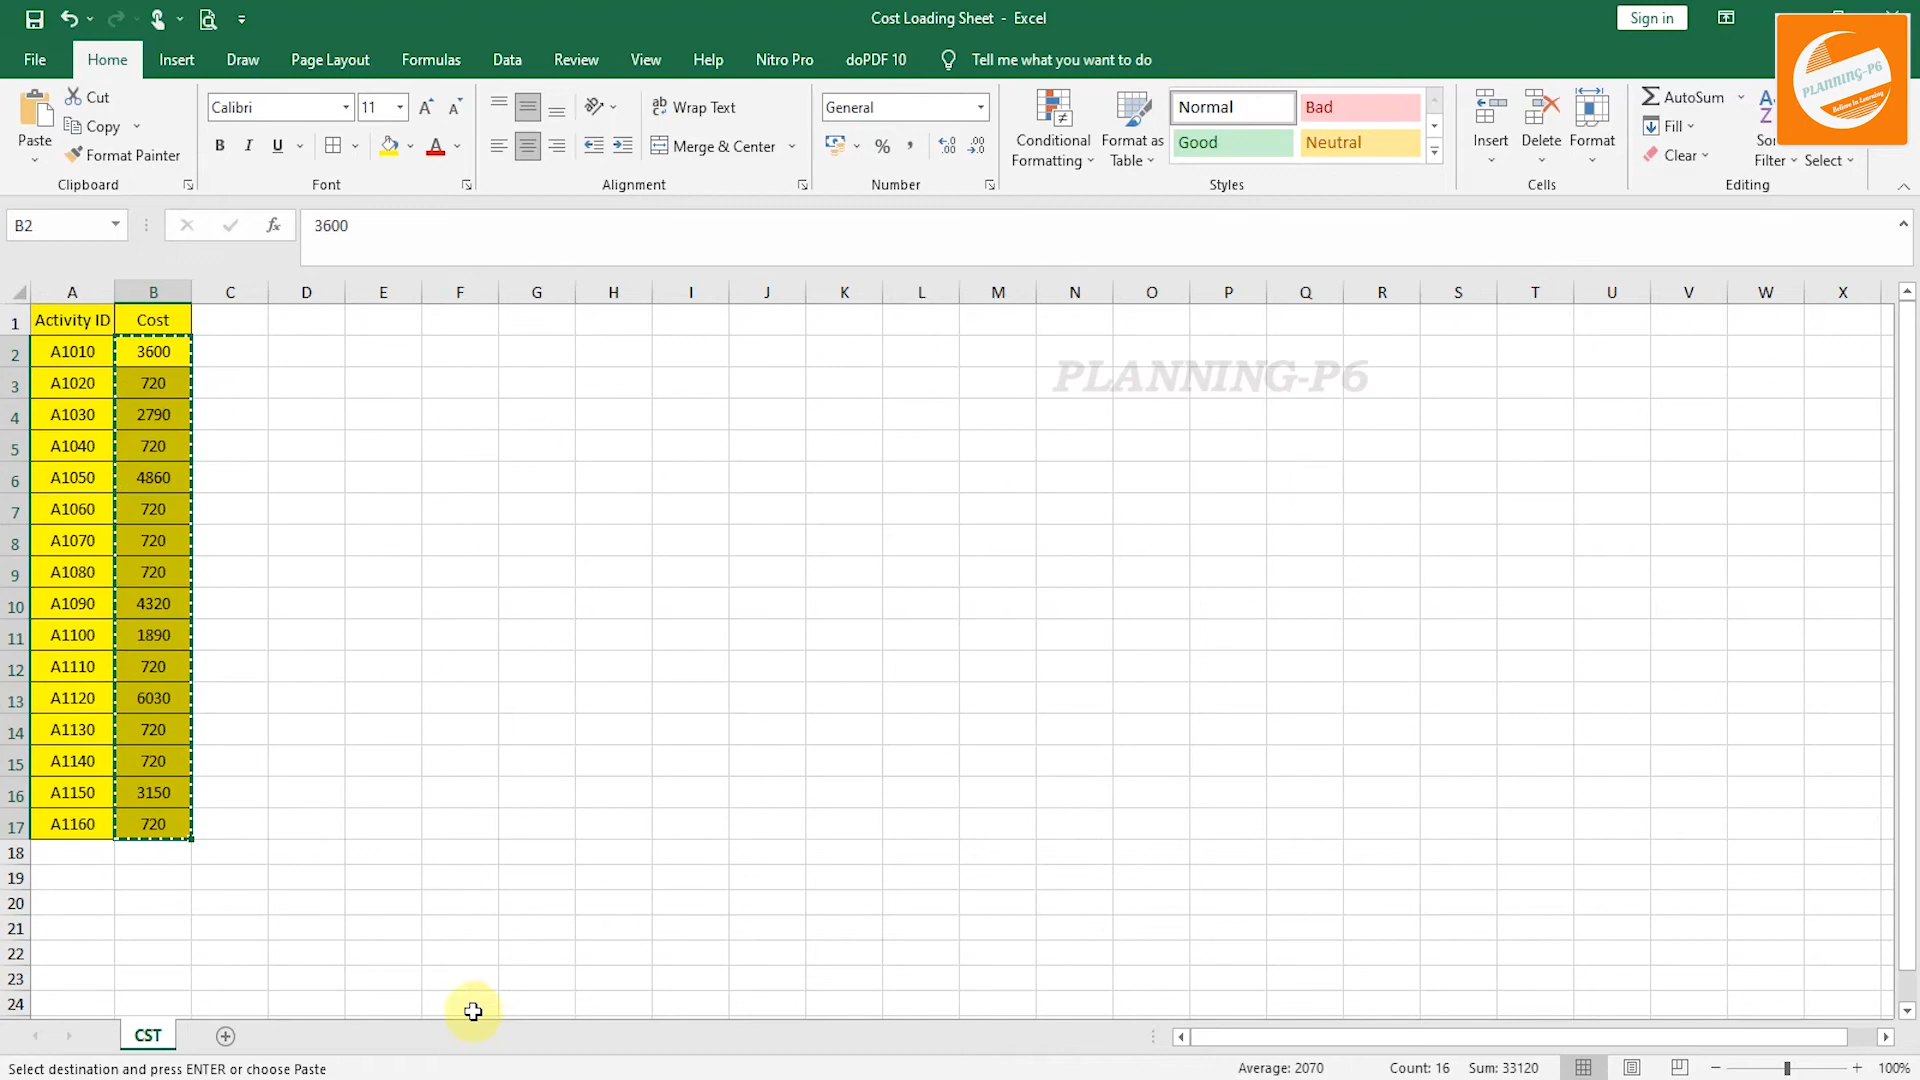 Cost Loading Sheet - Excel
Sign in
File Home Insert Draw Page Layout Formulas Data Review View Help Nitro Pro doPDF 10 Tell me what you want to do
PLANNING-P6
Believe In Learning
Paste
Cut
Copy
Format Painter
Clipboard
Calibri 11
B I U
Font
Wrap Text
Merge & Center
Alignment
General
Number
Conditional Formatting
Format as Table
Normal Bad
Good Neutral
Styles
Insert Delete Format
Cells
AutoSum
Fill
Clear
Filter Select
Editing
B2 fx 3600
A B C D E F G H I J K L M N O P Q R S T U V W X
1 Activity ID Cost
2 A1010 3600
3 A1020 720
4 A1030 2790
5 A1040 720
6 A1050 4860
7 A1060 720
8 A1070 720
9 A1080 720
10 A1090 4320
11 A1100 1890
12 A1110 720
13 A1120 6030
14 A1130 720
15 A1140 720
16 A1150 3150
17 A1160 720
18
19
20
21
22
23
24
PLANNING-P6
CST
Select destination and press ENTER or choose Paste
Average: 2070 Count: 16 Sum: 33120 100%